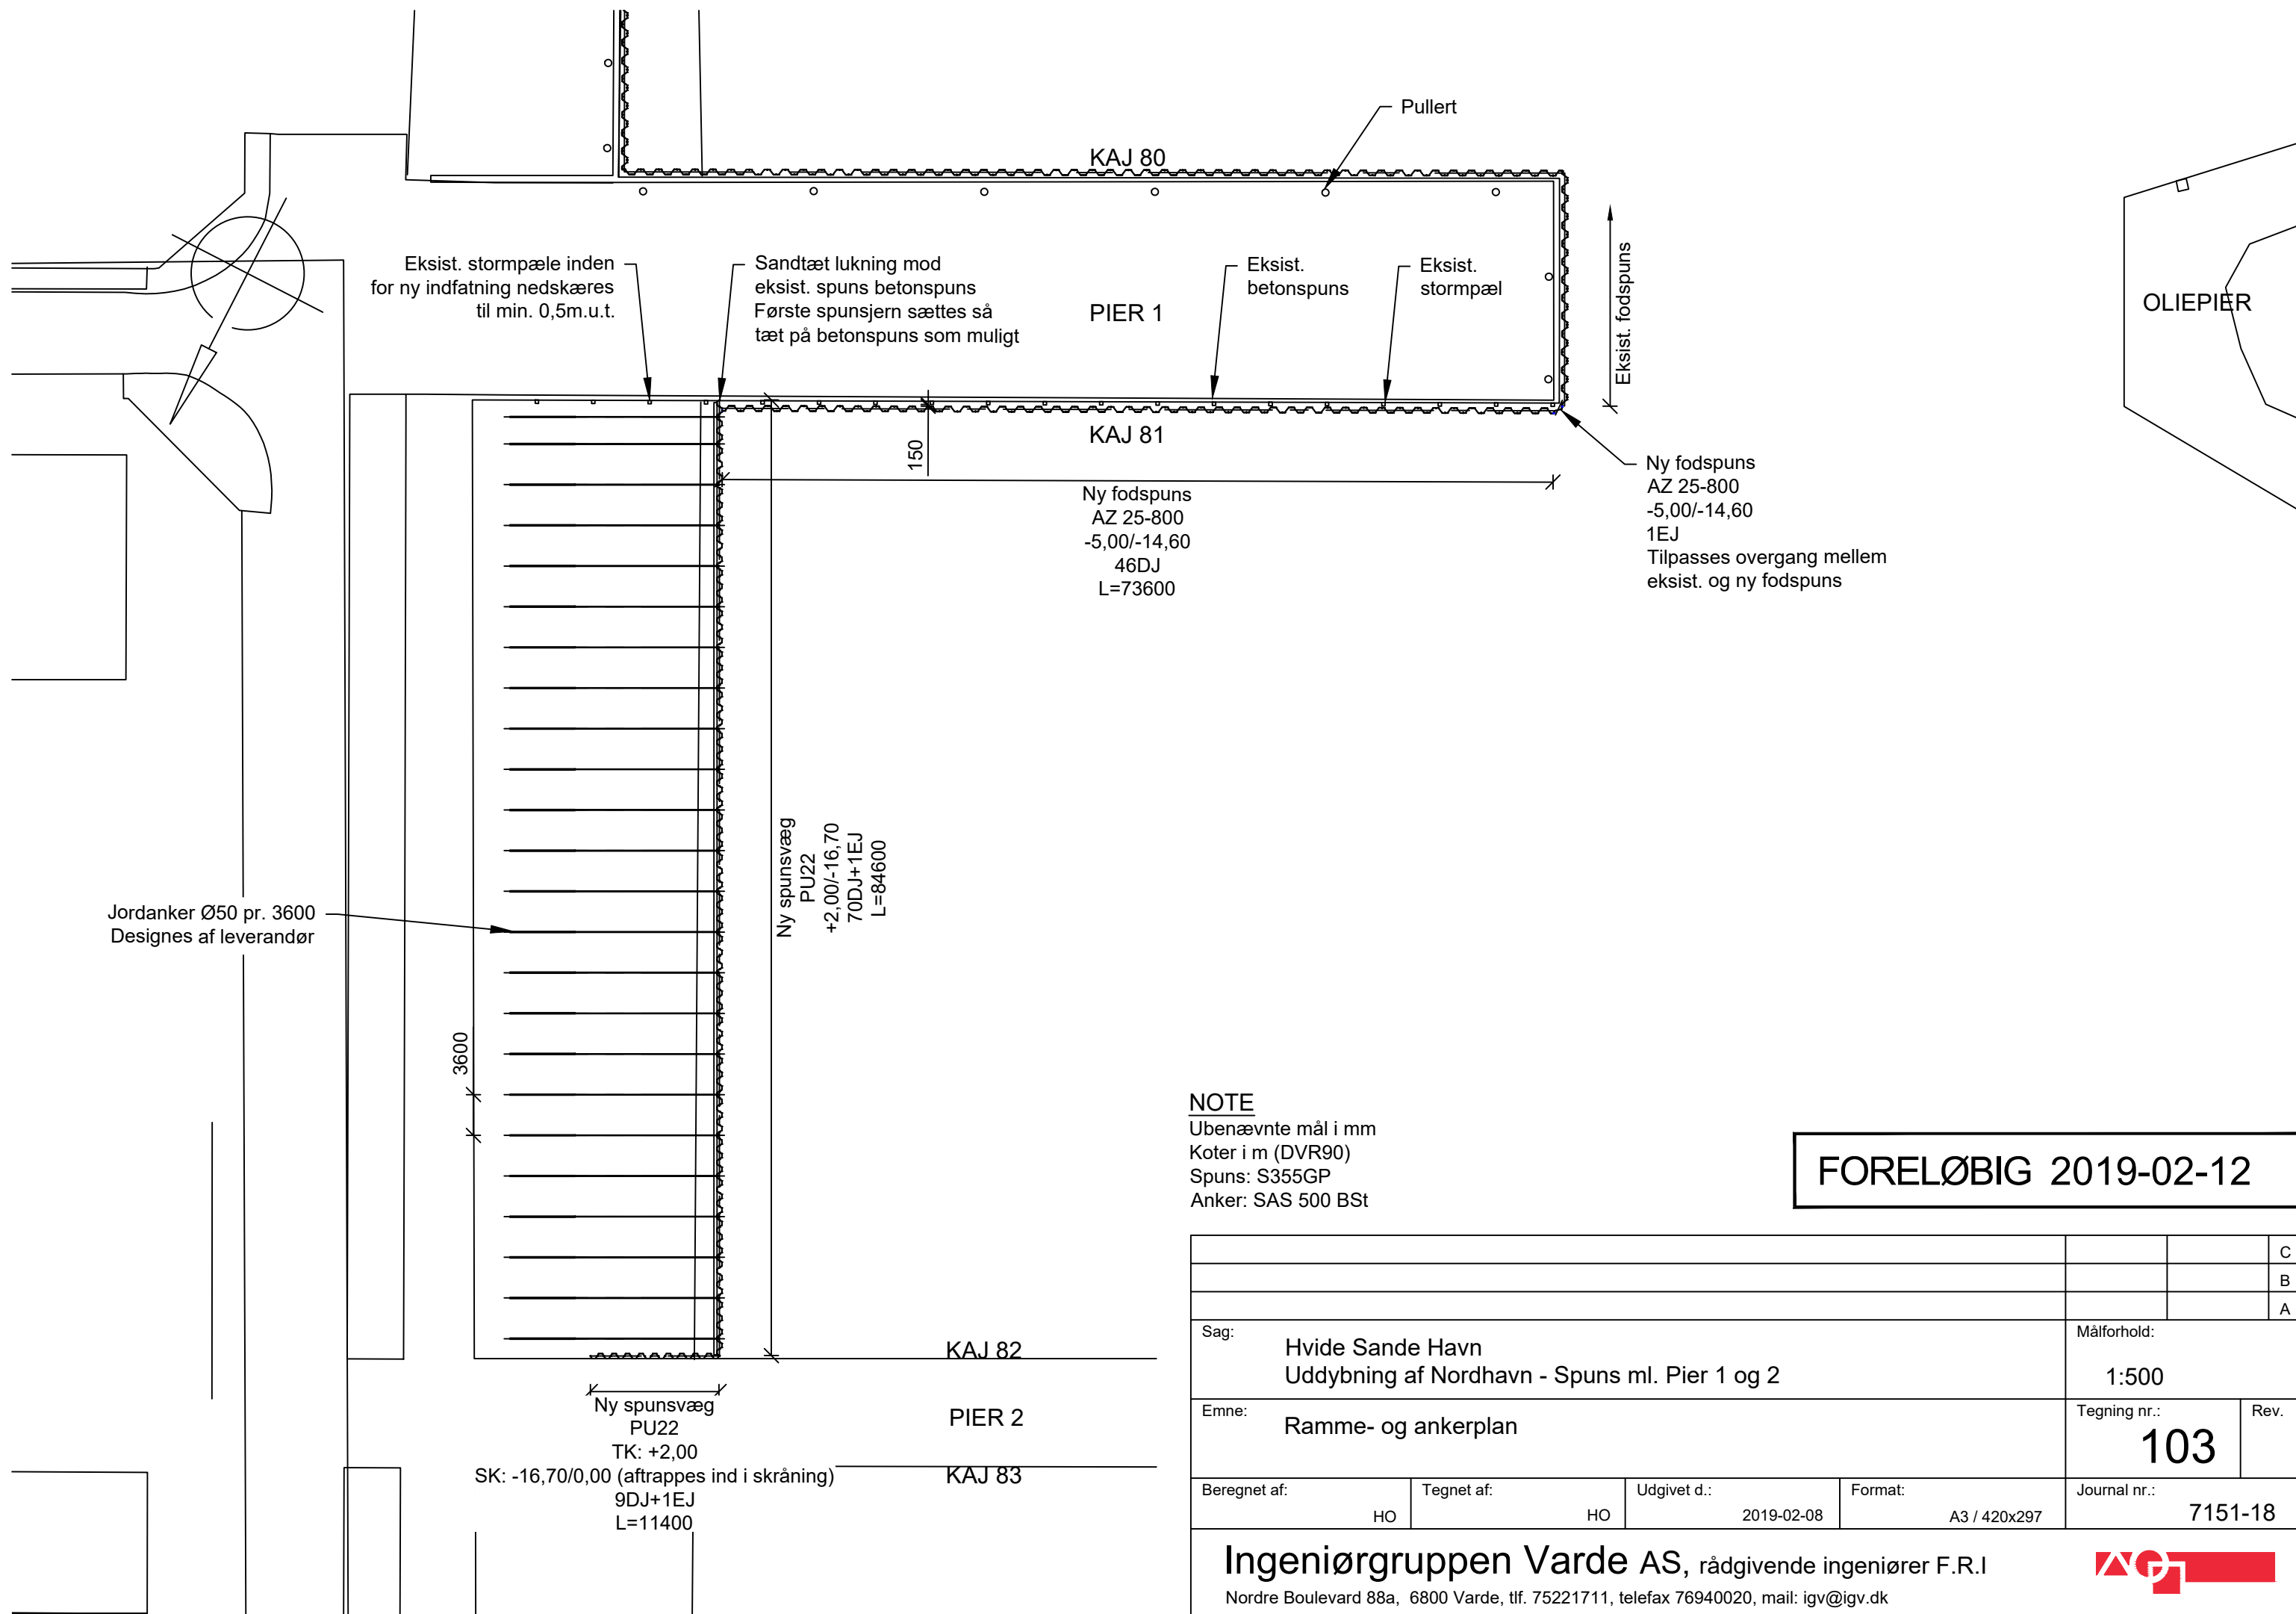 Pullert
KAJ 80
Eksist. stormpæle inden
for ny indfatning nedskæres
til min. 0,5m.u.t.
Sandtæt lukning mod
eksist. spuns betonspuns
Første spunsjern sættes så
tæt på betonspuns som muligt
PIER 1
Eksist.
betonspuns
Eksist.
stormpæl
Eksist. fodspuns
OLIEPIER
KAJ 81
150
Ny fodspuns
AZ 25-800
-5,00/-14,60
46DJ
L=73600
Ny fodspuns
AZ 25-800
-5,00/-14,60
1EJ
Tilpasses overgang mellem
eksist. og ny fodspuns
Ny spunsvæg
PU22
+2,00/-16,70
70DJ+1EJ
L=84600
Jordanker Ø50 pr. 3600
Designes af leverandør
3600
KAJ 82
PIER 2
KAJ 83
Ny spunsvæg
PU22
TK: +2,00
SK: -16,70/0,00 (aftrappes ind i skråning)
9DJ+1EJ
L=11400
NOTE
Ubenævnte mål i mm
Koter i m (DVR90)
Spuns: S355GP
Anker: SAS 500 BSt
FORELØBIG 2019-02-12
C
B
A
Sag:
Hvide Sande Havn
Uddybning af Nordhavn - Spuns ml. Pier 1 og 2
Målforhold:
1:500
Emne:
Ramme- og ankerplan
Tegning nr.:
103
Rev.
Beregnet af:
HO
Tegnet af:
HO
Udgivet d.:
2019-02-08
Format:
A3 / 420x297
Journal nr.:
7151-18
Ingeniørgruppen Varde AS, rådgivende ingeniører F.R.I
Nordre Boulevard 88a, 6800 Varde, tlf. 75221711, telefax 76940020, mail: igv@igv.dk